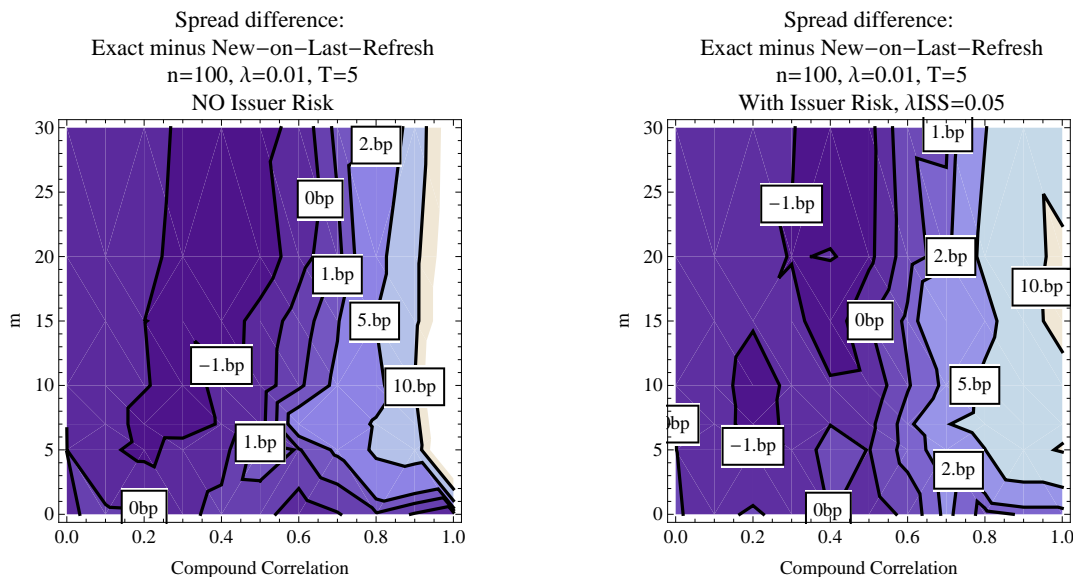 Spread difference:
Exact minus New-on-Last-Refresh
n=100, λ=0.01, T=5
NO Issuer Risk
30
25
20
15
10
5
0
m
2.bp
0bp
1.bp
5.bp
-1.bp
10.bp
1.bp
0bp
0.0 0.2 0.4 0.6 0.8 1.0
Compound Correlation
Spread difference:
Exact minus New-on-Last-Refresh
n=100, λ=0.01, T=5
With Issuer Risk, λISS=0.05
30
25
20
15
10
5
0
m
1.bp
-1.bp
2.bp
10.bp
0bp
5.bp
0bp
-1.bp
2.bp
0bp
0.0 0.2 0.4 0.6 0.8 1.0
Compound Correlation